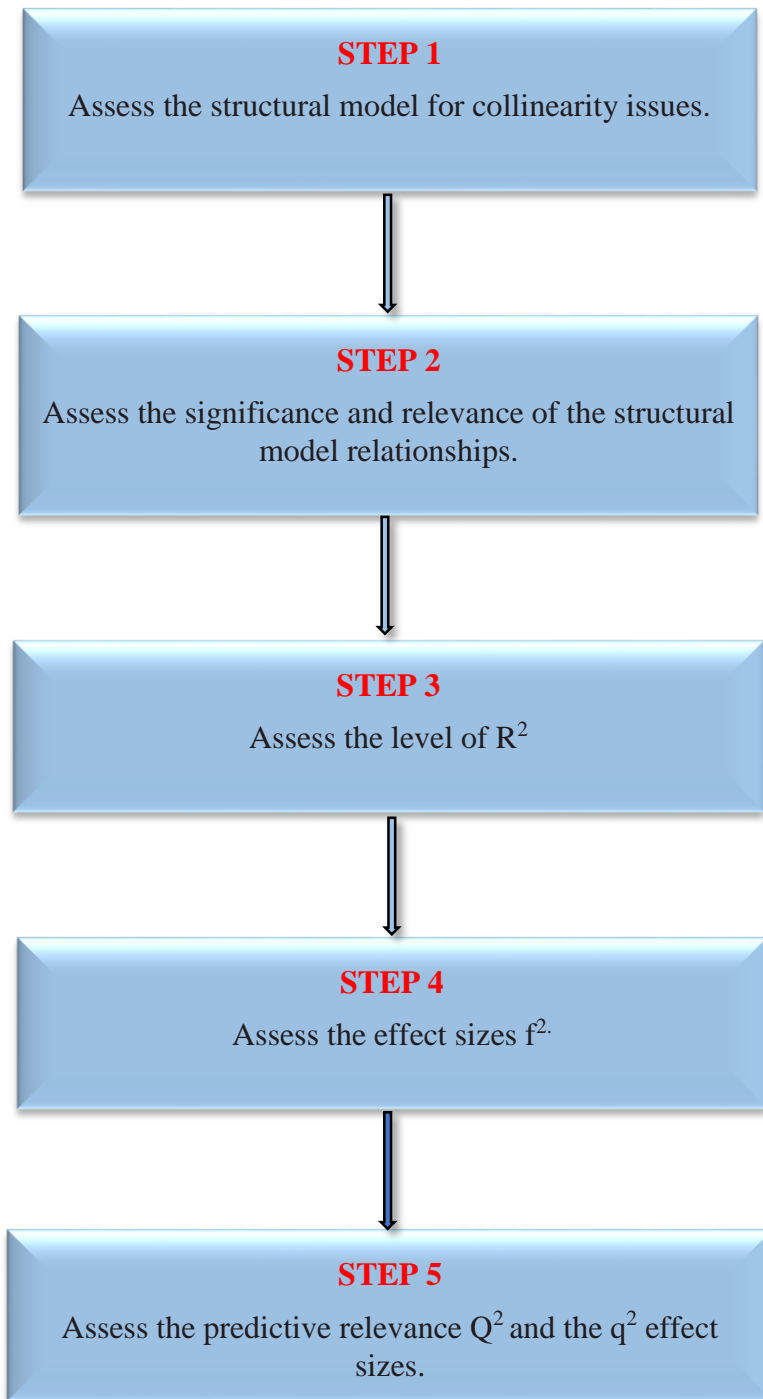 STEP 1
Assess the structural model for collinearity issues.
STEP 2
Assess the significance and relevance of the structural
model relationships.
STEP 3
Assess the level of R²
STEP 4
Assess the effect sizes f²·
STEP 5
Assess the predictive relevance Q² and the q² effect
sizes.